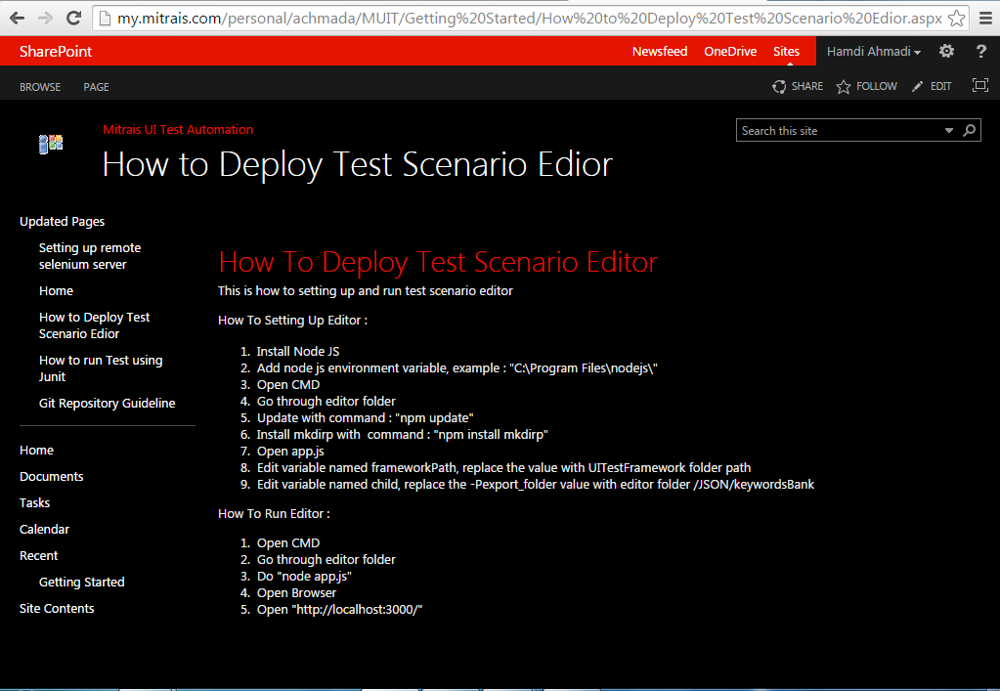 my.mitrais.com/personal/achmada/MUIT/Getting%20Started/How%20to%20Deploy%20Test%20Scenario%20Edior.aspx
SharePoint
Newsfeed OneDrive Sites Hamdi Ahmadi ?
BROWSE PAGE
SHARE FOLLOW EDIT
Mitrais UI Test Automation
How to Deploy Test Scenario Edior
Search this site
Updated Pages
Setting up remote
selenium server
Home
How to Deploy Test
Scenario Edior
How to run Test using
Junit
Git Repository Guideline
Home
Documents
Tasks
Calendar
Recent
Getting Started
Site Contents
How To Deploy Test Scenario Editor
This is how to setting up and run test scenario editor
How To Setting Up Editor :
1. Install Node JS
2. Add node js environment variable, example : "C:\Program Files\nodejs\"
3. Open CMD
4. Go through editor folder
5. Update with command : "npm update"
6. Install mkdirp with  command : "npm install mkdirp"
7. Open app.js
8. Edit variable named frameworkPath, replace the value with UITestFramework folder path
9. Edit variable named child, replace the -Pexport_folder value with editor folder /JSON/keywordsBank
How To Run Editor :
1. Open CMD
2. Go through editor folder
3. Do "node app.js"
4. Open Browser
5. Open "http://localhost:3000/"